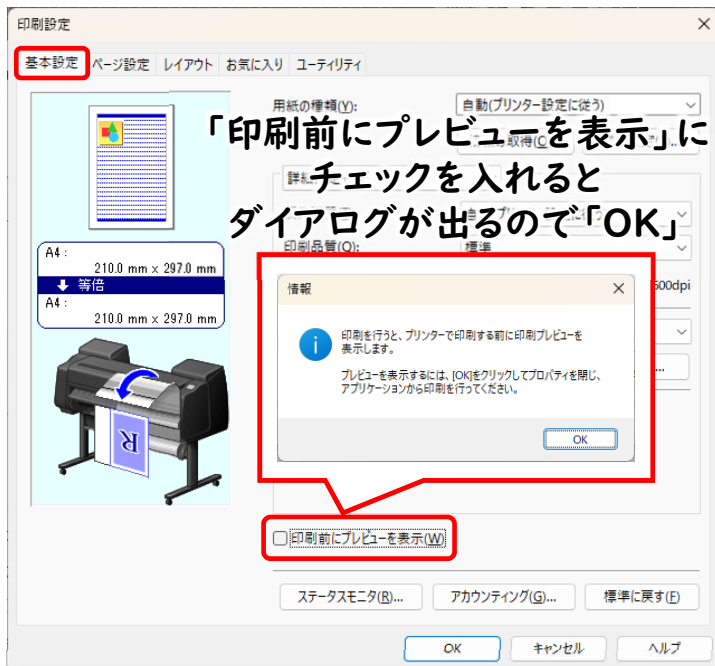 印刷設定
基本設定 ページ設定 レイアウト お気に入り ユーティリティ
用紙の種類(Y): 自動(プリンター設定に従う)
「印刷前にプレビューを表示」に
チェックを入れると
ダイアログが出るので「OK」
印刷品質(Q): 標準
A4 :
210.0 mm x 297.0 mm
等倍
A4 :
210.0 mm x 297.0 mm
600dpi
情報
印刷を行うと、プリンターで印刷する前に印刷プレビューを
表示します。
プレビューを表示するには、[OK]をクリックしてプロパティを閉じ、
アプリケーションから印刷を行ってください。
OK
R
印刷前にプレビューを表示(W)
ステータスモニタ(R)... アカウンティング(G)... 標準に戻す(F)
OK キャンセル ヘルプ